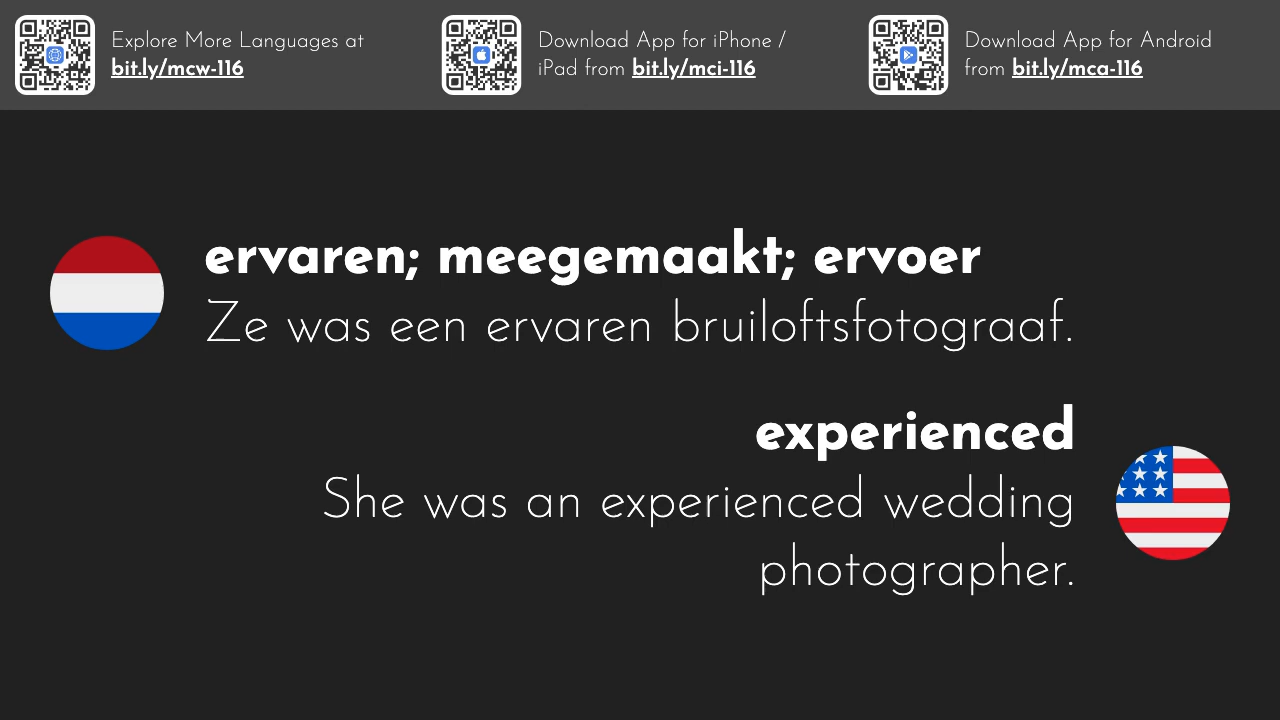 Explore More Languages at
bit.ly/mcw-116
Download App for iPhone /
iPad from bit.ly/mci-116
Download App for Android
from bit.ly/mca-116
ervaren; meegemaakt; ervoer
Ze was een ervaren bruiloftsfotograaf.
experienced
She was an experienced wedding
photographer.